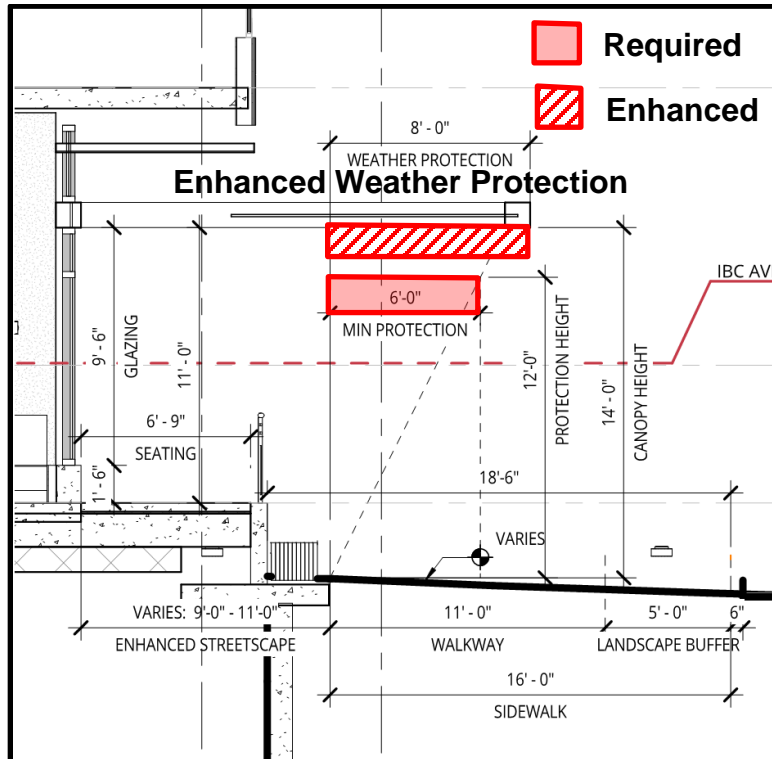 Required
Enhanced
8' - 0"
WEATHER PROTECTION
Enhanced Weather Protection
IBC AV
6'-0"
MIN PROTECTION
9' - 6"
GLAZING
11' - 0"
12'-0"
PROTECTION HEIGHT
14' - 0"
CANOPY HEIGHT
6' - 9"
SEATING
1' - 6"
18'-6"
VARIES
VARIES: 9'-0" - 11'-0"
11' - 0"
5' - 0"
6"
ENHANCED STREETSCAPE
WALKWAY
LANDSCAPE BUFFER
16' - 0"
SIDEWALK